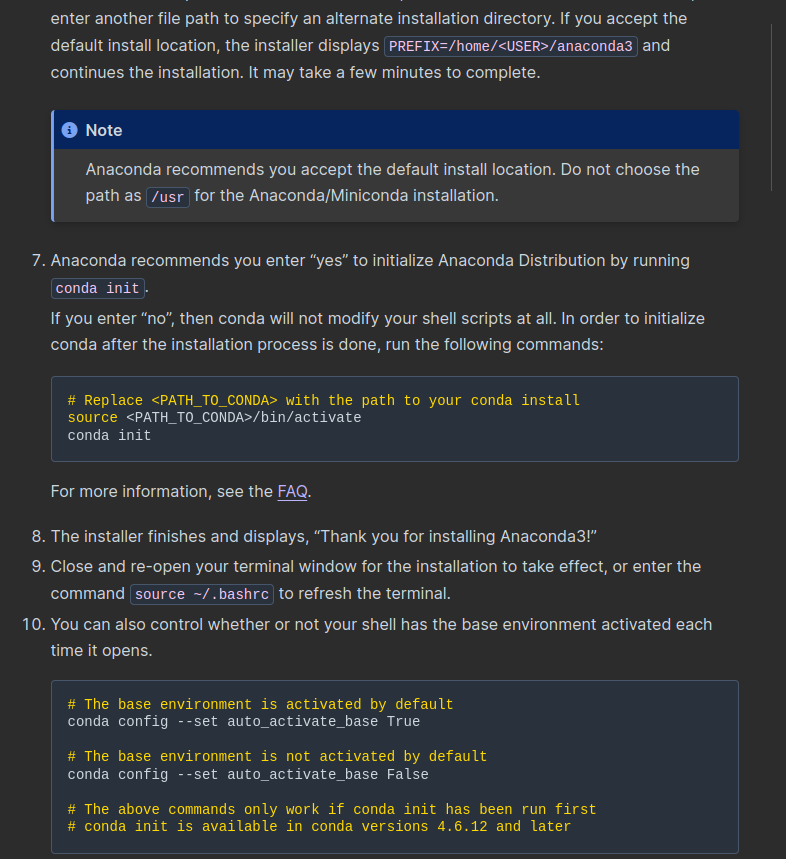 enter another file path to specify an alternate installation directory. If you accept the
default install location, the installer displays PREFIX=/home/<USER>/anaconda3 and
continues the installation. It may take a few minutes to complete.
Note
Anaconda recommends you accept the default install location. Do not choose the
path as /usr for the Anaconda/Miniconda installation.
7. Anaconda recommends you enter “yes” to initialize Anaconda Distribution by running
conda init.
If you enter “no”, then conda will not modify your shell scripts at all. In order to initialize
conda after the installation process is done, run the following commands:
# Replace <PATH_TO_CONDA> with the path to your conda install
source <PATH_TO_CONDA>/bin/activate
conda init
For more information, see the FAQ.
8. The installer finishes and displays, “Thank you for installing Anaconda3!”
9. Close and re-open your terminal window for the installation to take effect, or enter the
command source ~/.bashrc to refresh the terminal.
10. You can also control whether or not your shell has the base environment activated each
time it opens.
# The base environment is activated by default
conda config --set auto_activate_base True
# The base environment is not activated by default
conda config --set auto_activate_base False
# The above commands only work if conda init has been run first
# conda init is available in conda versions 4.6.12 and later